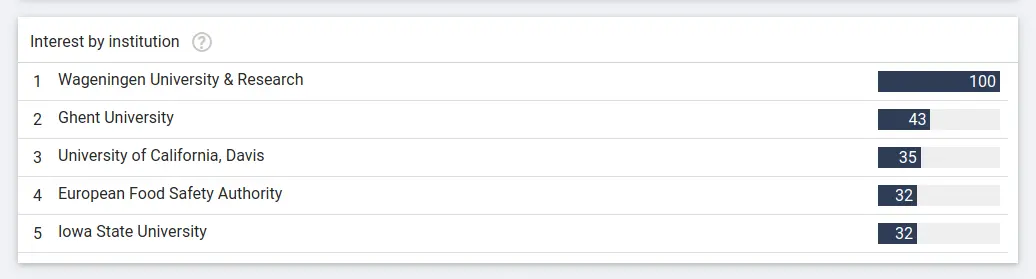 Interest by institution ?
1 Wageningen University & Research 100
2 Ghent University 43
3 University of California, Davis 35
4 European Food Safety Authority 32
5 Iowa State University 32